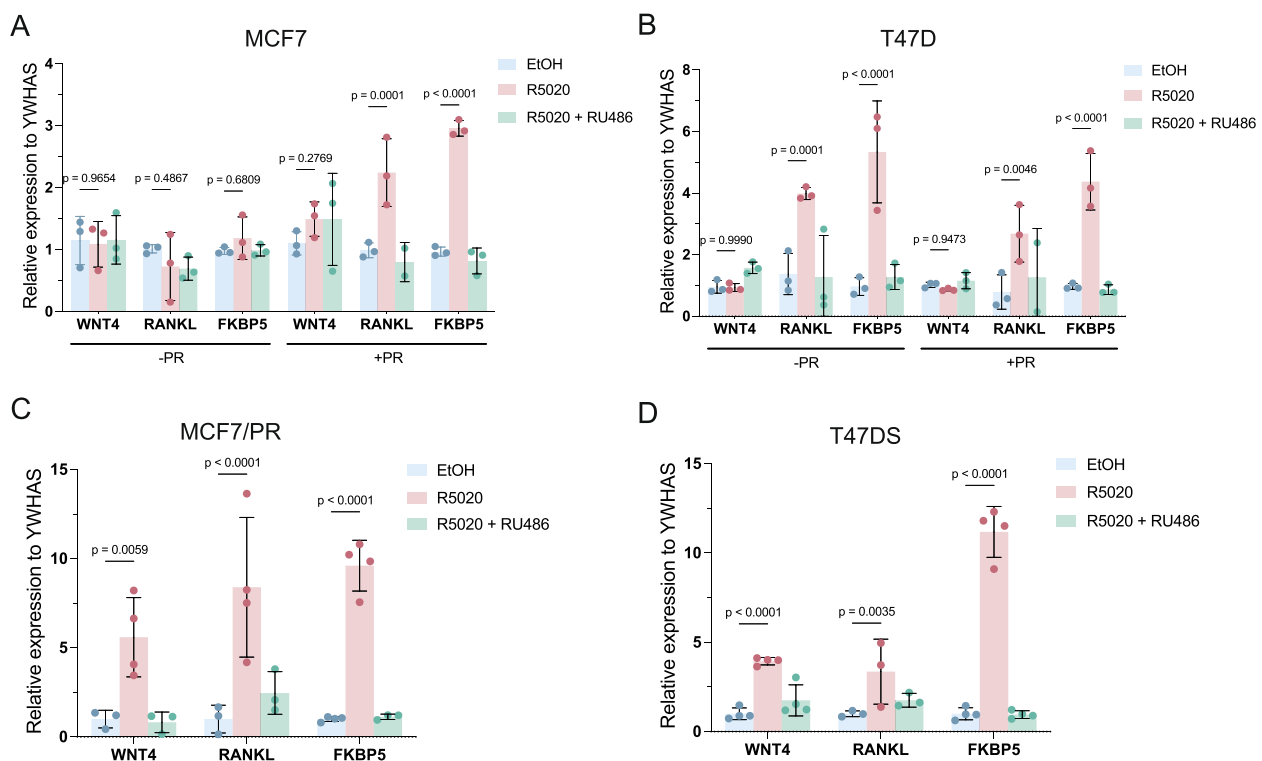 A
MCF7
Relative expression to YWHAS
4
3
2
1
0
p = 0.9654
p = 0.4867
p = 0.6809
p = 0.2769
p = 0.0001
p < 0.0001
EtOH
R5020
R5020 + RU486
WNT4 RANKL FKBP5 WNT4 RANKL FKBP5
-PR +PR
B
T47D
Relative expression to YWHAS
8
6
4
2
0
p = 0.9990
p = 0.0001
p < 0.0001
p = 0.9473
p = 0.0046
p < 0.0001
EtOH
R5020
R5020 + RU486
WNT4 RANKL FKBP5 WNT4 RANKL FKBP5
-PR +PR
C
MCF7/PR
Relative expression to YWHAS
15
10
5
0
p = 0.0059
p < 0.0001
p < 0.0001
EtOH
R5020
R5020 + RU486
WNT4 RANKL FKBP5
D
T47DS
Relative expression to YWHAS
15
10
5
0
p < 0.0001
p = 0.0035
p < 0.0001
EtOH
R5020
R5020 + RU486
WNT4 RANKL FKBP5